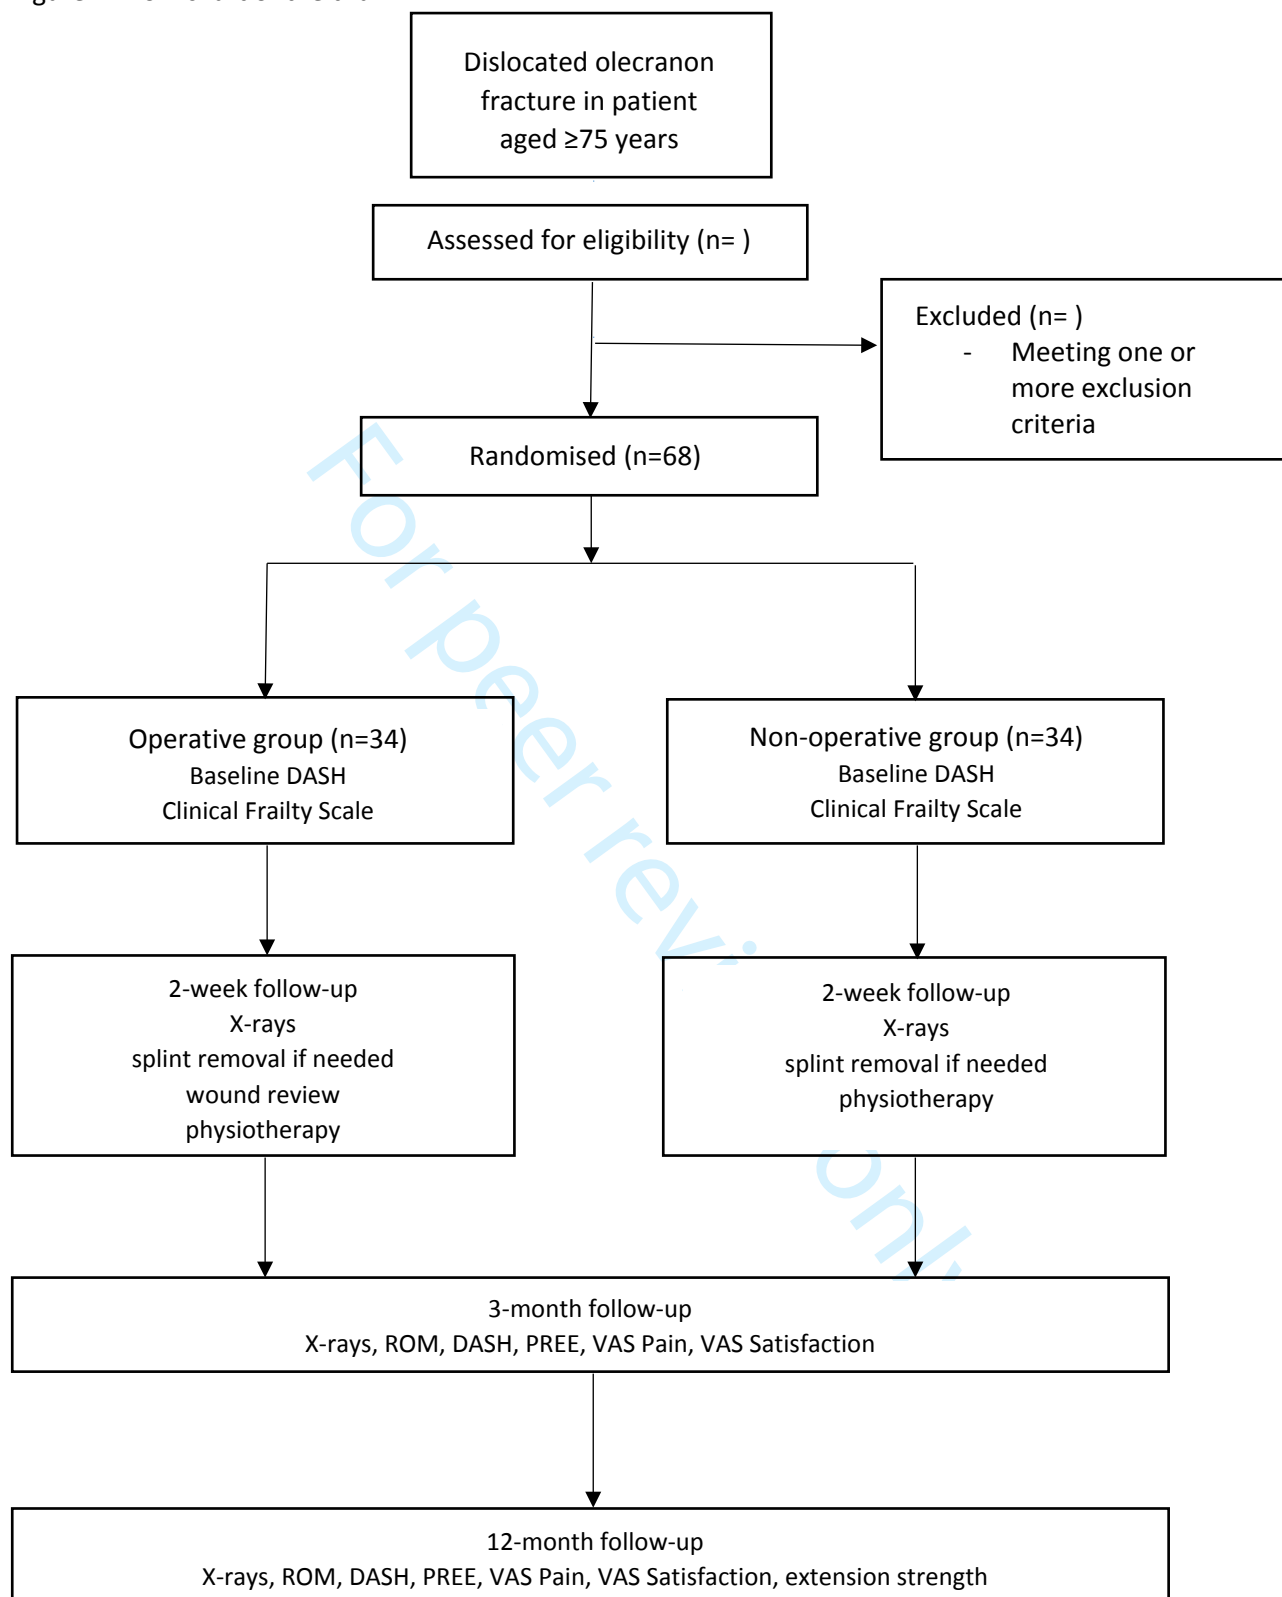 Dislocated olecranon
fracture in patient
aged ≥75 years
Assessed for eligibility (n= )
Excluded (n= )
- Meeting one or
more exclusion
criteria
Randomised (n=68)
Operative group (n=34)
Baseline DASH
Clinical Frailty Scale
Non-operative group (n=34)
Baseline DASH
Clinical Frailty Scale
2-week follow-up
X-rays
splint removal if needed
wound review
physiotherapy
2-week follow-up
X-rays
splint removal if needed
physiotherapy
3-month follow-up
X-rays, ROM, DASH, PREE, VAS Pain, VAS Satisfaction
12-month follow-up
X-rays, ROM, DASH, PREE, VAS Pain, VAS Satisfaction, extension strength
For peer revi only